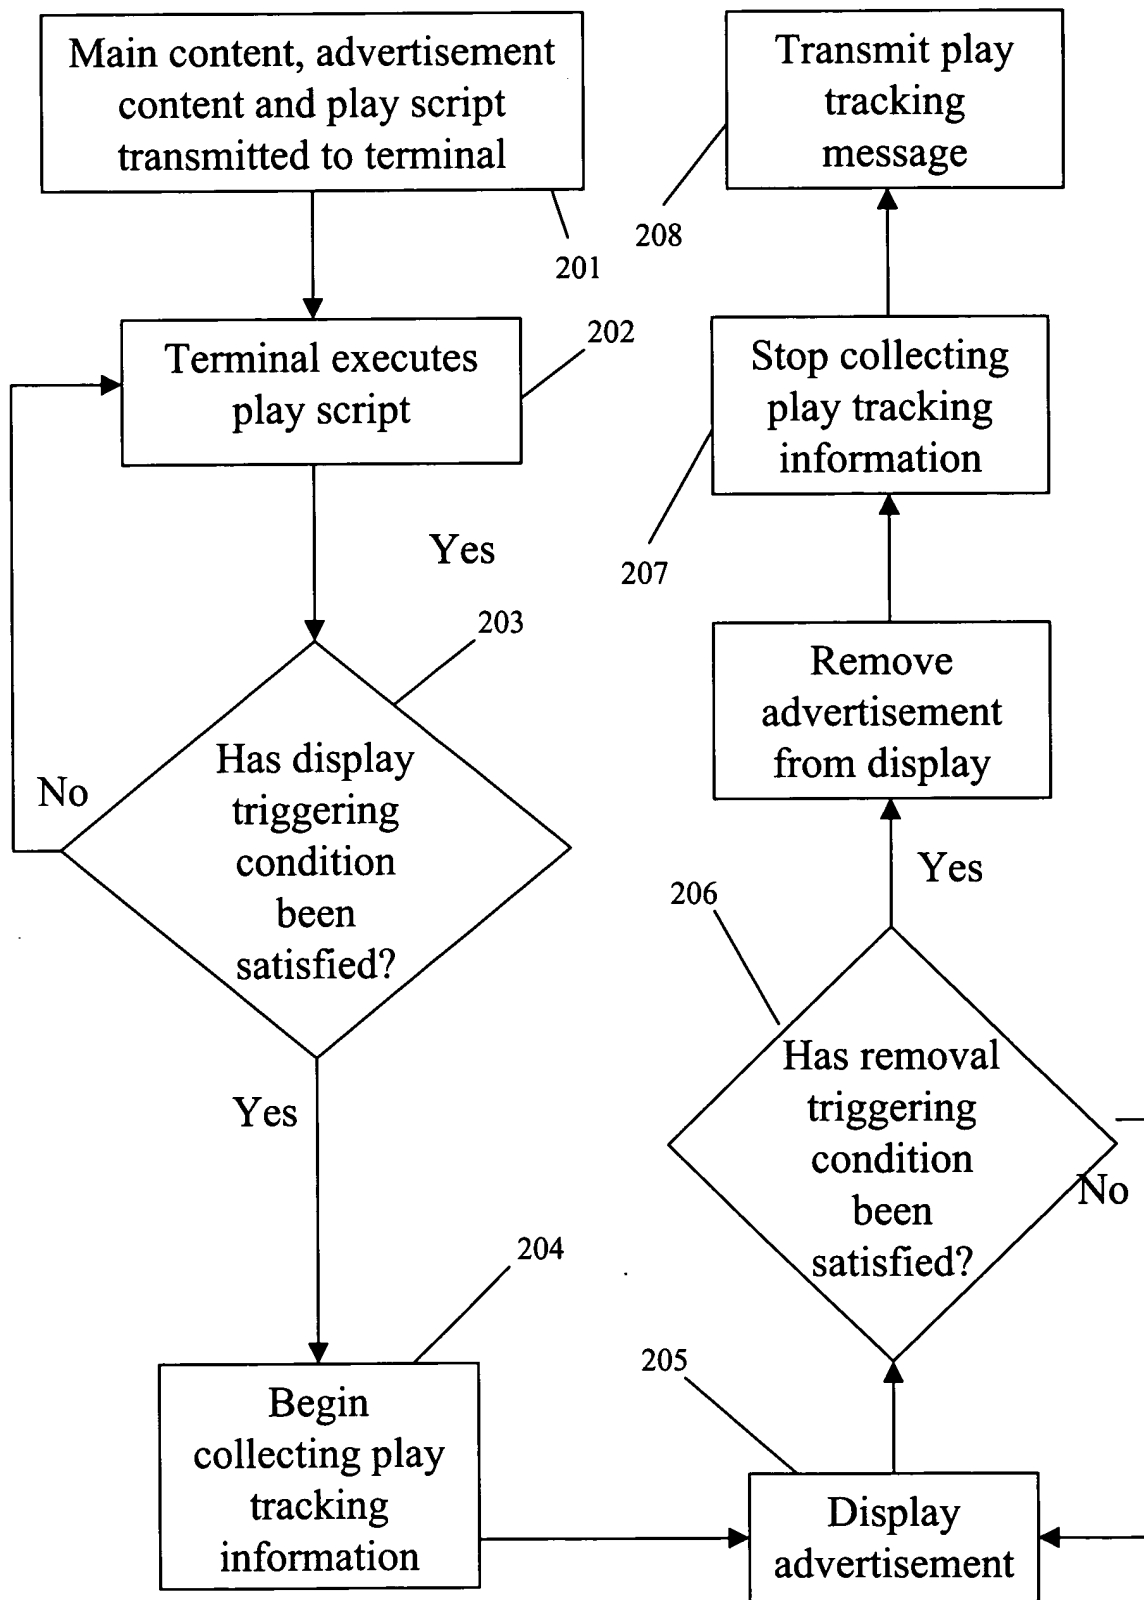 Main content, advertisement
content and play script
transmitted to terminal
201
Terminal executes
play script
202
Yes
203
Has display
triggering
condition
been
satisfied?
No
Yes
204
Begin
collecting play
tracking
information
205
Display
advertisement
206
Has removal
triggering
condition
been
satisfied?
No
Yes
Remove
advertisement
from display
207
Stop collecting
play tracking
information
208
Transmit play
tracking
message